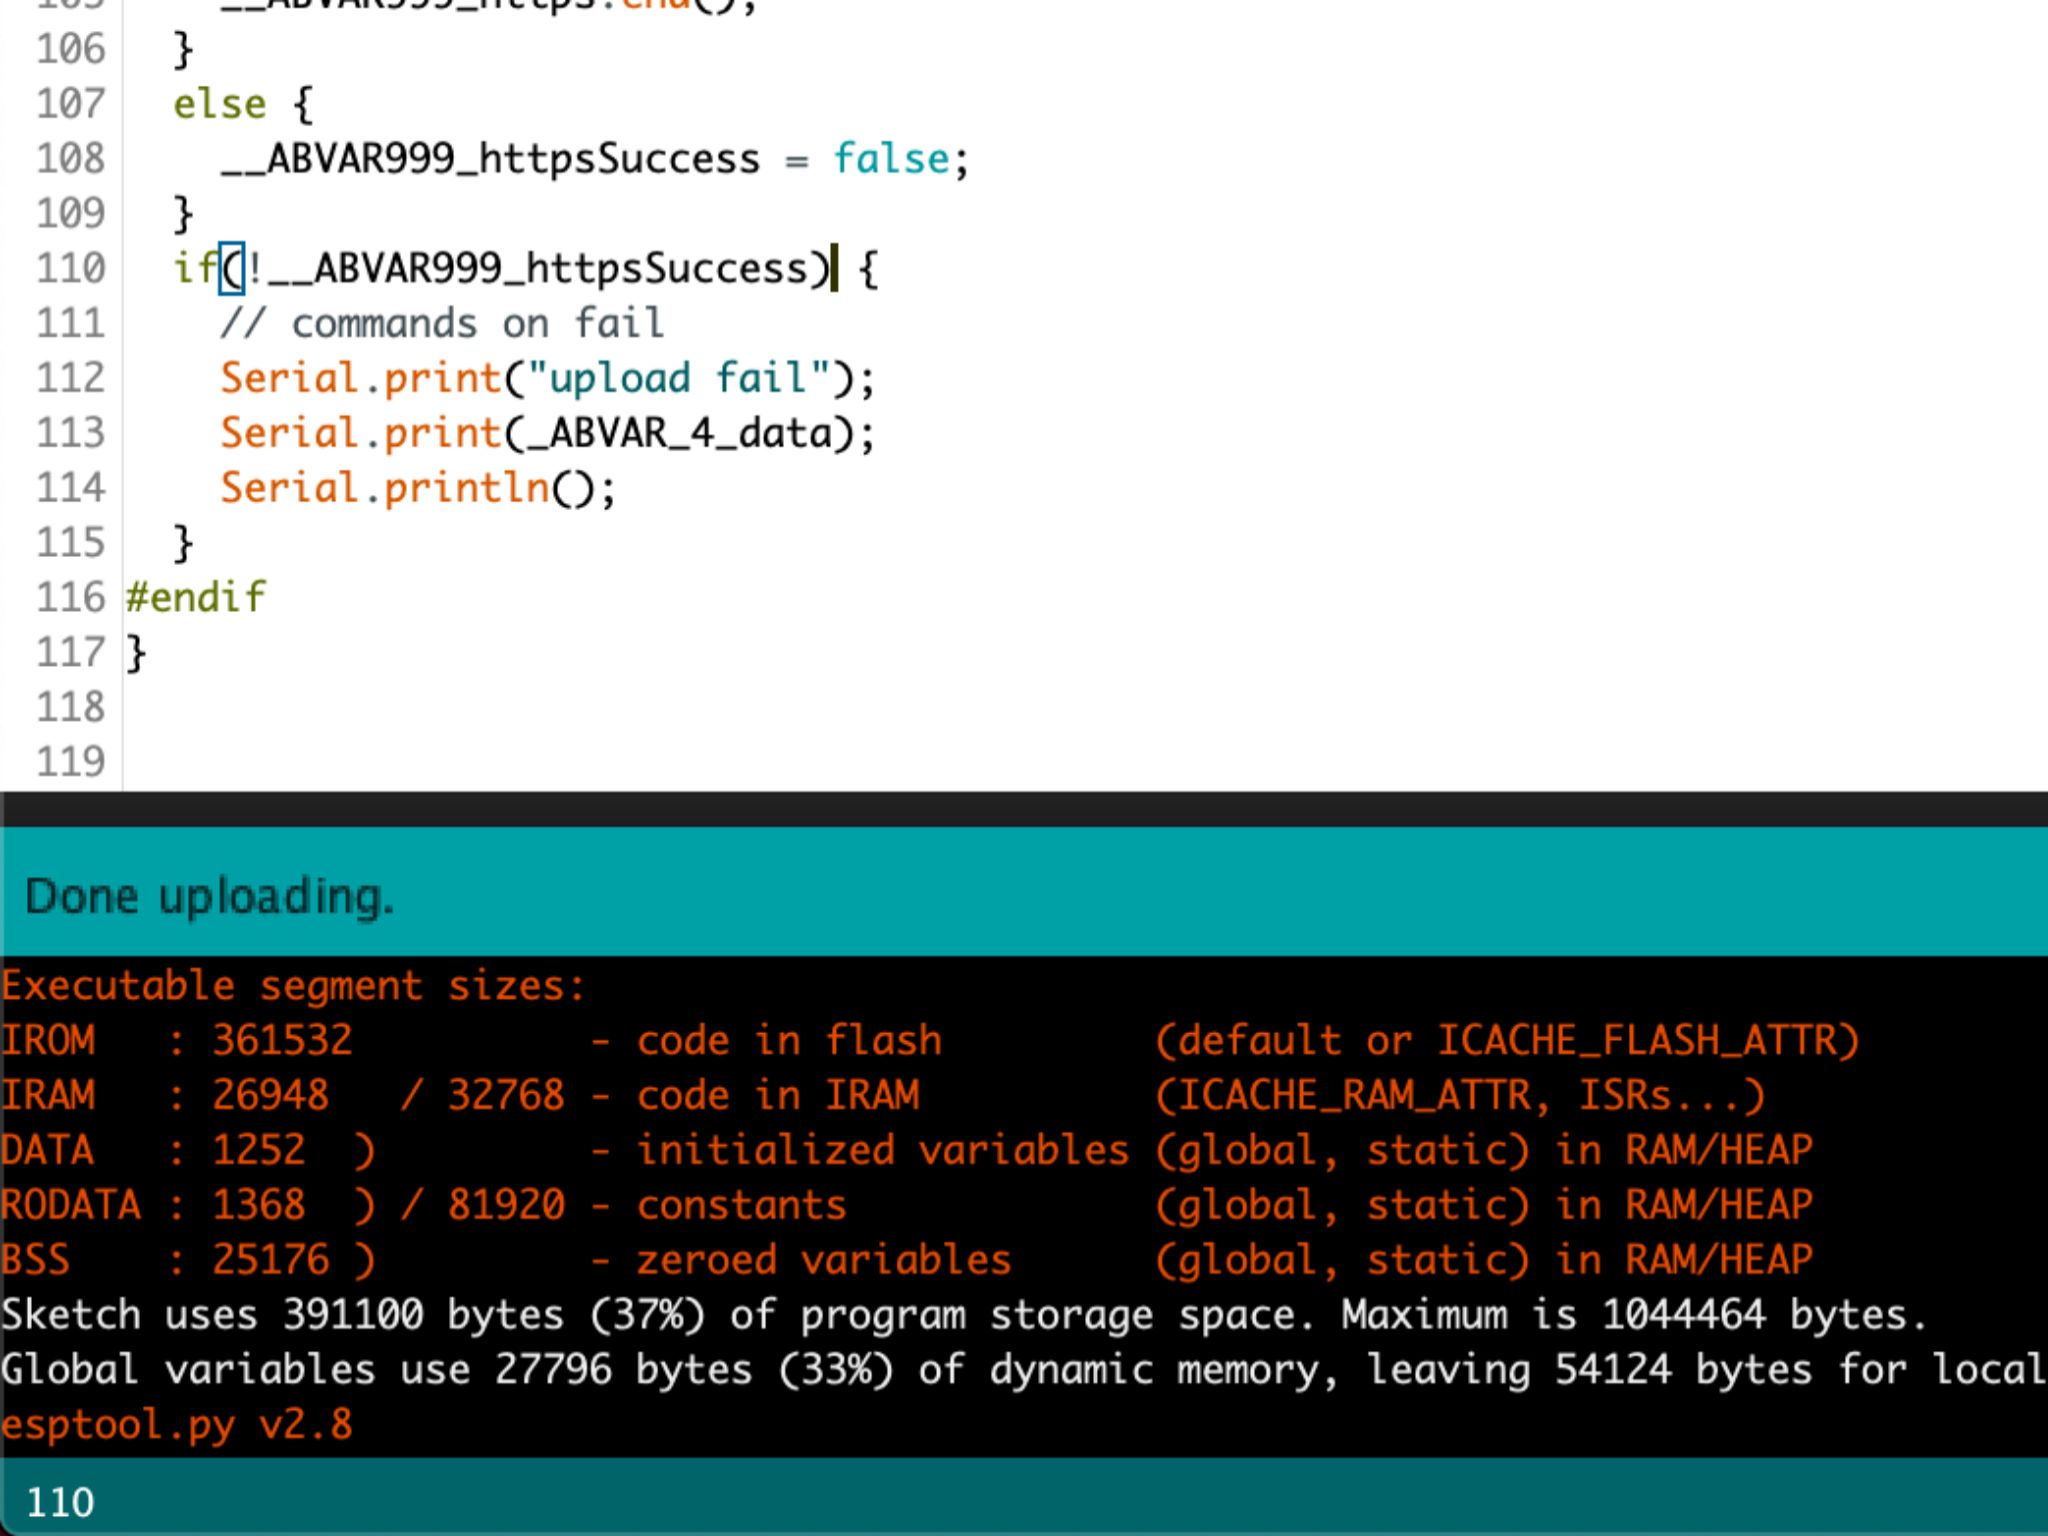 105     __ABVAR999_https.end();
106   }
107   else {
108     __ABVAR999_httpsSuccess = false;
109   }
110   if(!__ABVAR999_httpsSuccess) {
111     // commands on fail
112     Serial.print("upload fail");
113     Serial.print(_ABVAR_4_data);
114     Serial.println();
115   }
116 #endif
117 }
118
119
Done uploading.
Executable segment sizes:
IROM   : 361532          - code in flash         (default or ICACHE_FLASH_ATTR)
IRAM   : 26948   / 32768 - code in IRAM          (ICACHE_RAM_ATTR, ISRs...)
DATA   : 1252  )         - initialized variables (global, static) in RAM/HEAP
RODATA : 1368  ) / 81920 - constants             (global, static) in RAM/HEAP
BSS    : 25176 )         - zeroed variables      (global, static) in RAM/HEAP
Sketch uses 391100 bytes (37%) of program storage space. Maximum is 1044464 bytes.
Global variables use 27796 bytes (33%) of dynamic memory, leaving 54124 bytes for local
esptool.py v2.8
110